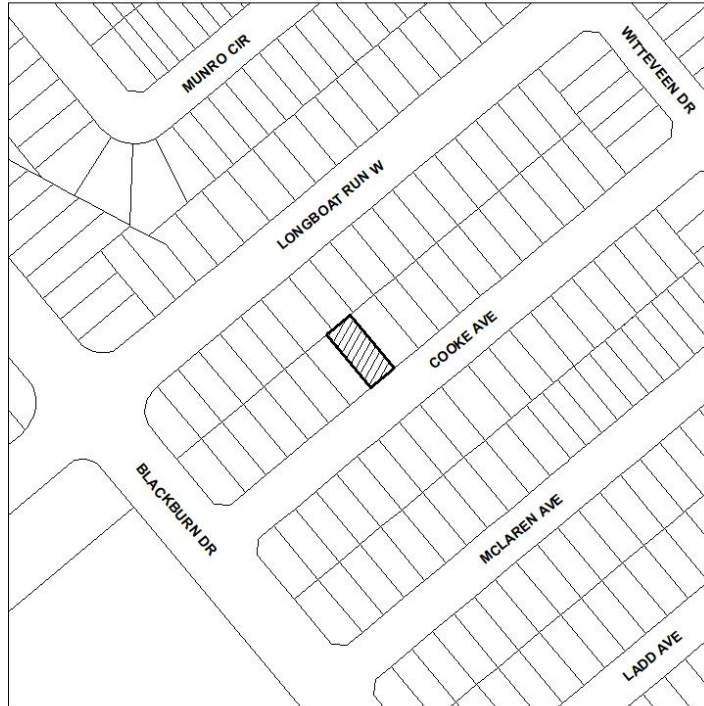 MUNRO CIR
WITTEVEEN DR
LONGBOAT RUN W
COOKE AVE
BLACKBURN DR
MCLAREN AVE
LADD AVE